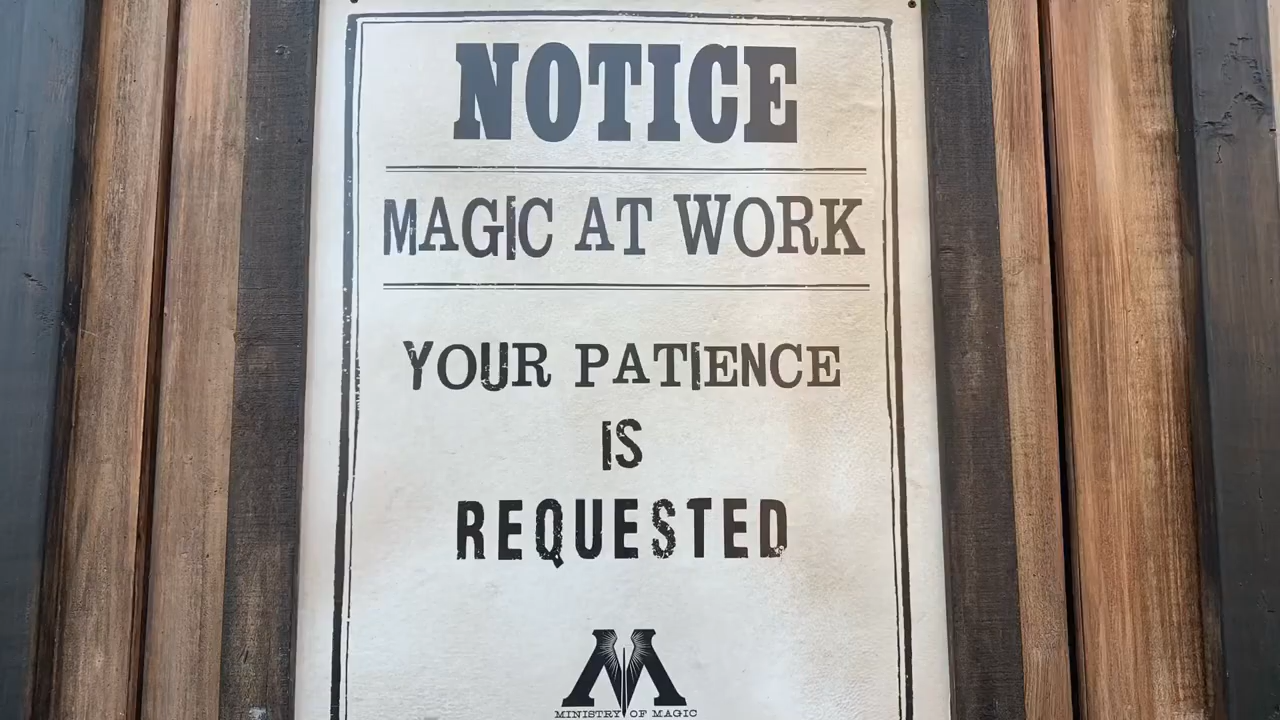 NOTICE
MAGIC AT WORK
YOUR PATIENCE
IS
REQUESTED
M
MINISTRY OF MAGIC